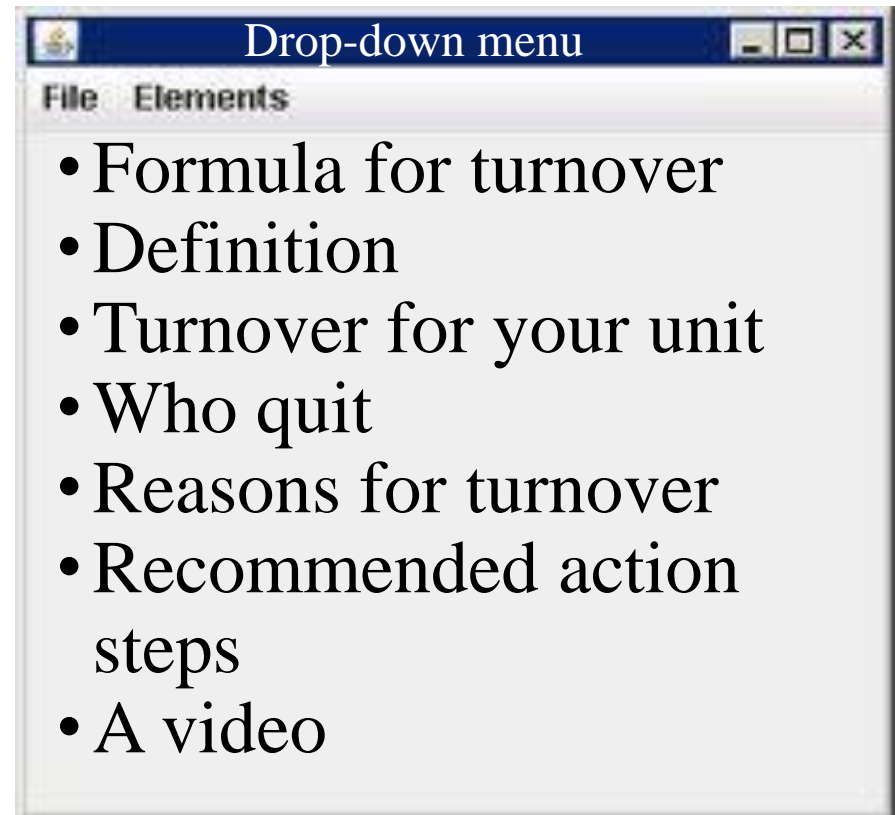 Drop-down menu
File Elements
• Formula for turnover
• Definition
• Turnover for your unit
• Who quit
• Reasons for turnover
• Recommended action
steps
• A video